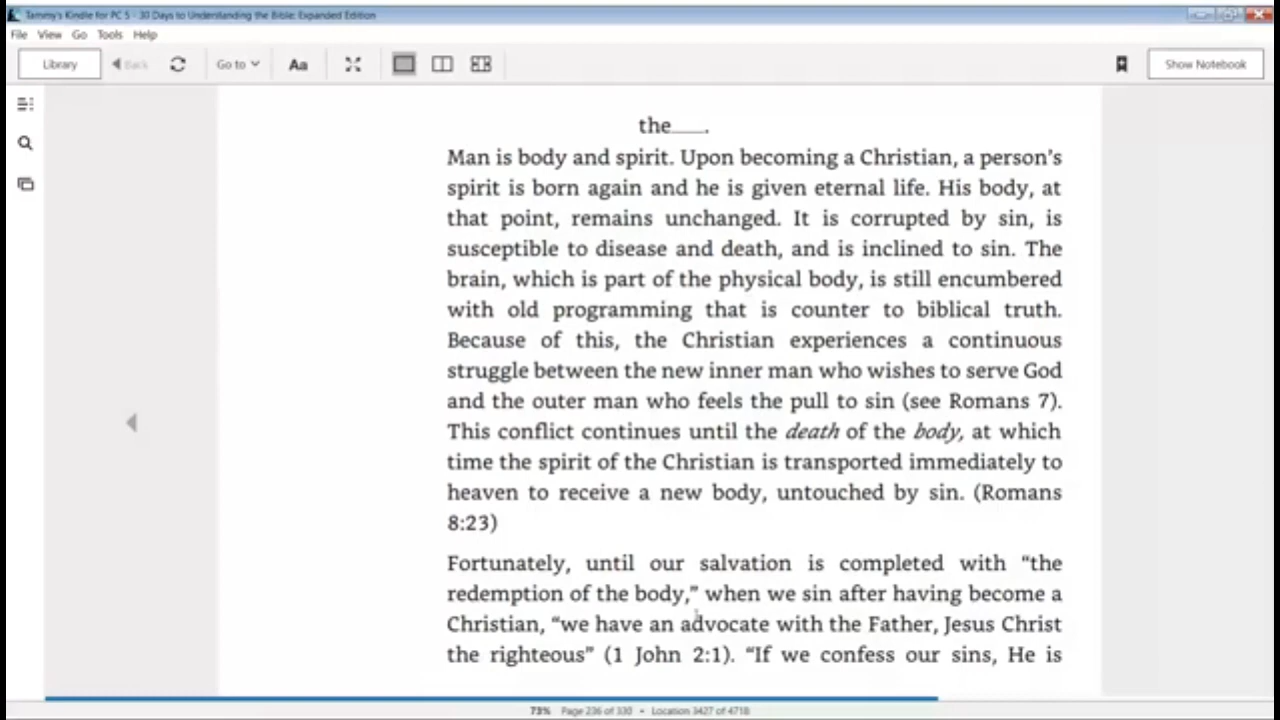 Tammy's Kindle for PC 5 - 30 Days to Understanding the Bible: Expanded Edition
File View Go Tools Help
Library Back Go to Aa Show Notebook
the___.
Man is body and spirit. Upon becoming a Christian, a person’s
spirit is born again and he is given eternal life. His body, at
that point, remains unchanged. It is corrupted by sin, is
susceptible to disease and death, and is inclined to sin. The
brain, which is part of the physical body, is still encumbered
with old programming that is counter to biblical truth.
Because of this, the Christian experiences a continuous
struggle between the new inner man who wishes to serve God
and the outer man who feels the pull to sin (see Romans 7).
This conflict continues until the death of the body, at which
time the spirit of the Christian is transported immediately to
heaven to receive a new body, untouched by sin. (Romans
8:23)
Fortunately, until our salvation is completed with “the
redemption of the body,” when we sin after having become a
Christian, “we have an advocate with the Father, Jesus Christ
the righteous” (1 John 2:1). “If we confess our sins, He is
73% Page 236 of 330 • Location 3427 of 4718